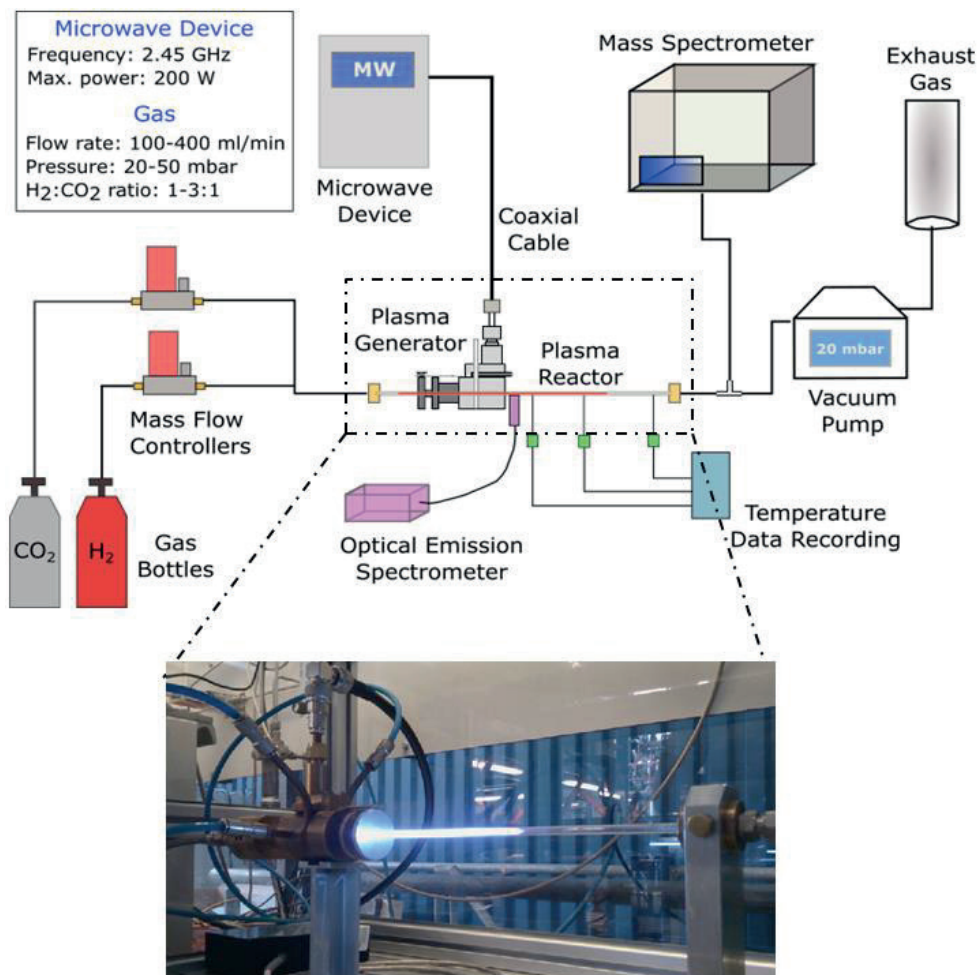 Microwave Device
Frequency: 2.45 GHz
Max. power: 200 W
Gas
Flow rate: 100-400 ml/min
Pressure: 20-50 mbar
H2:CO2 ratio: 1-3:1
MW
Microwave
Device
Coaxial
Cable
Mass Spectrometer
Exhaust
Gas
Plasma
Generator
Plasma
Reactor
20 mbar
Vacuum
Pump
Mass Flow
Controllers
CO2
H2
Gas
Bottles
Optical Emission
Spectrometer
Temperature
Data Recording